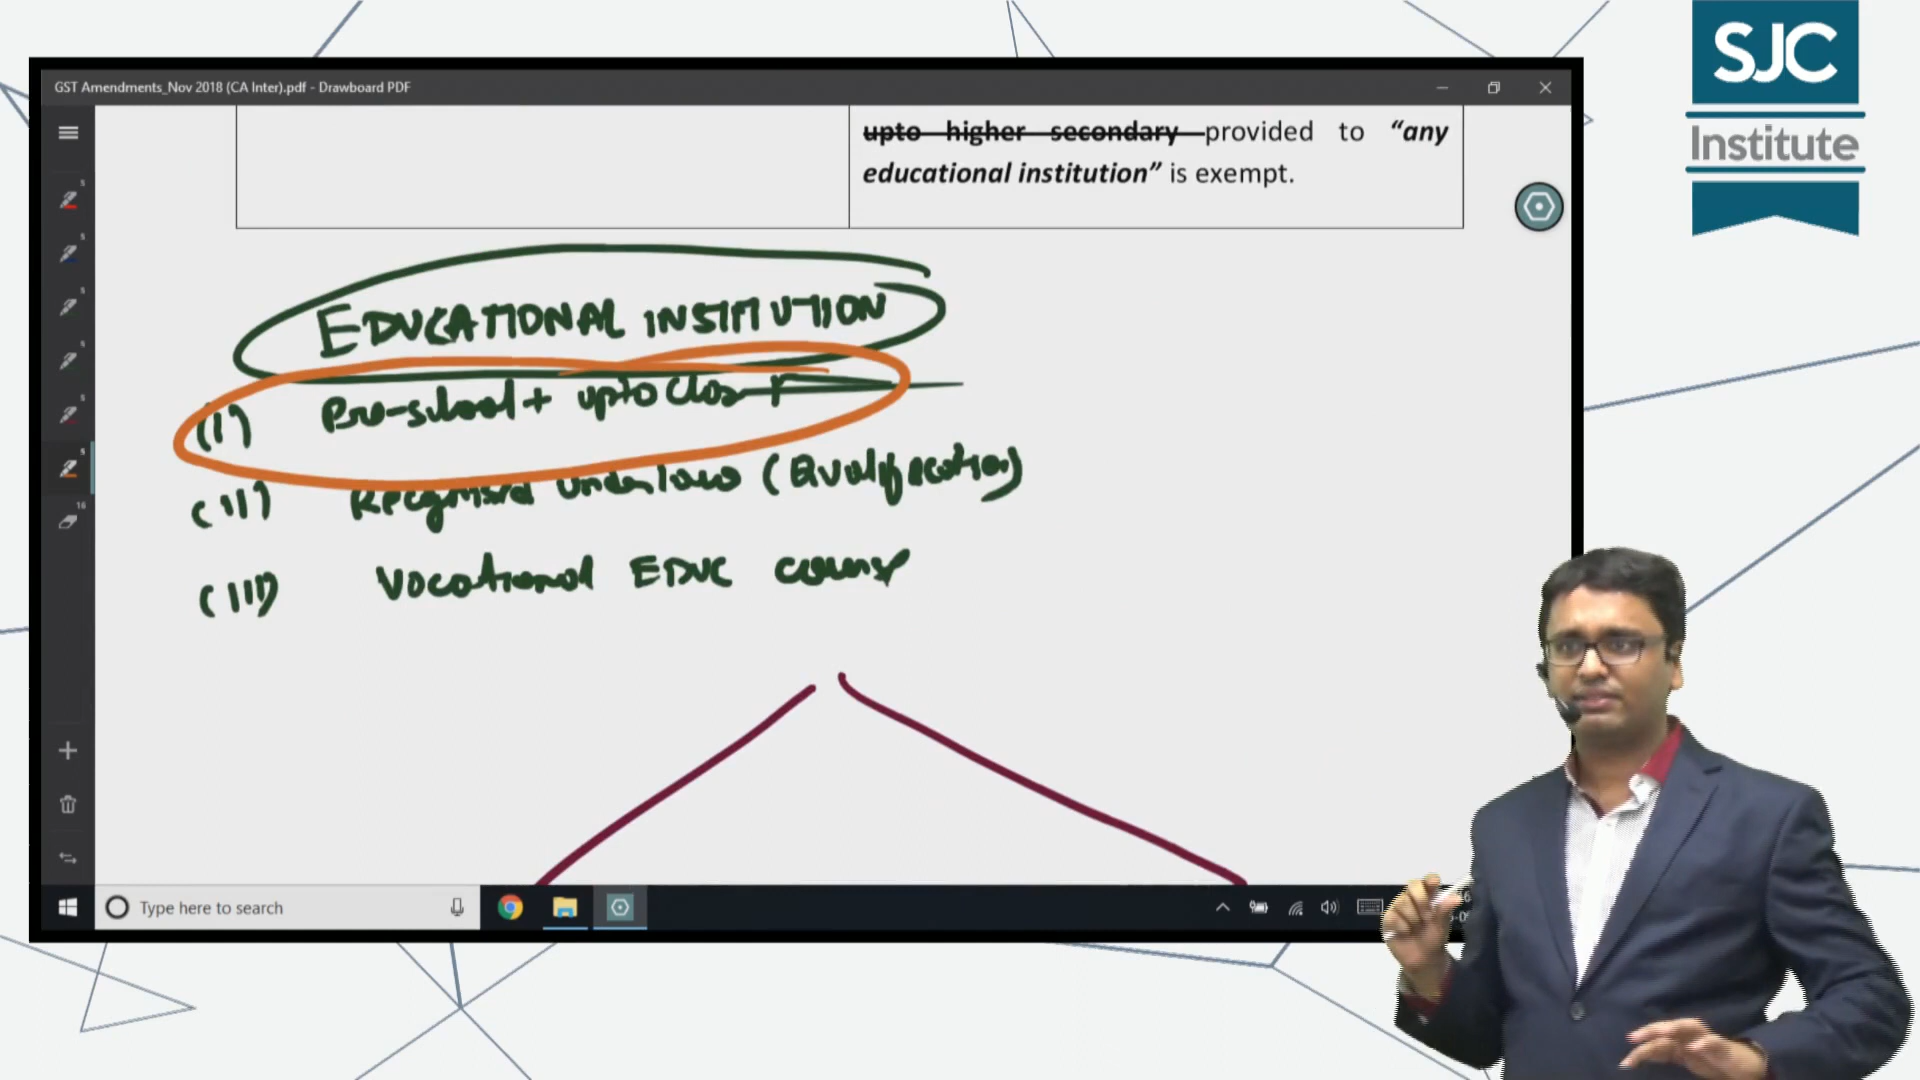 SJC
Institute
GST Amendments_Nov 2018 (CA Inter).pdf - Drawboard PDF
upto higher secondary provided to “any
educational institution” is exempt.
EDUCATIONAL INSTITUTION
(I) Pre-school + upto Class
(II) Recognised under law (Qualification)
(III) Vocational EDUC course
Type here to search